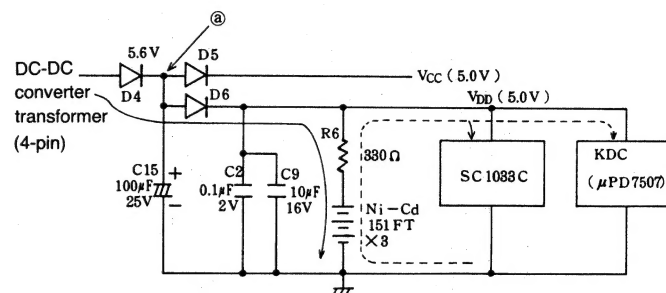 ⓐ
5.6V
D5
DC-DC
converter
transformer
(4-pin)
D4
D6
VCC (5.0V)
VDD (5.0V)
R6
330Ω
C15
100μF
25V
+
−
C2
0.1μF
2V
C9
10μF
16V
Ni-Cd
151FT
×3
SC1088C
KDC
(μPD7507)